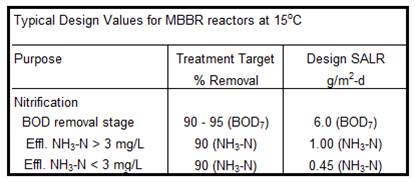 Typical Design Values for MBBR reactors at 15ºC
Purpose Treatment Target Design SALR
% Removal g/m²-d
Nitrification
BOD removal stage 90 - 95 (BOD₇) 6.0 (BOD₇)
Effl. NH₃-N > 3 mg/L 90 (NH₃-N) 1.00 (NH₃-N)
Effl. NH₃-N < 3 mg/L 90 (NH₃-N) 0.45 (NH₃-N)